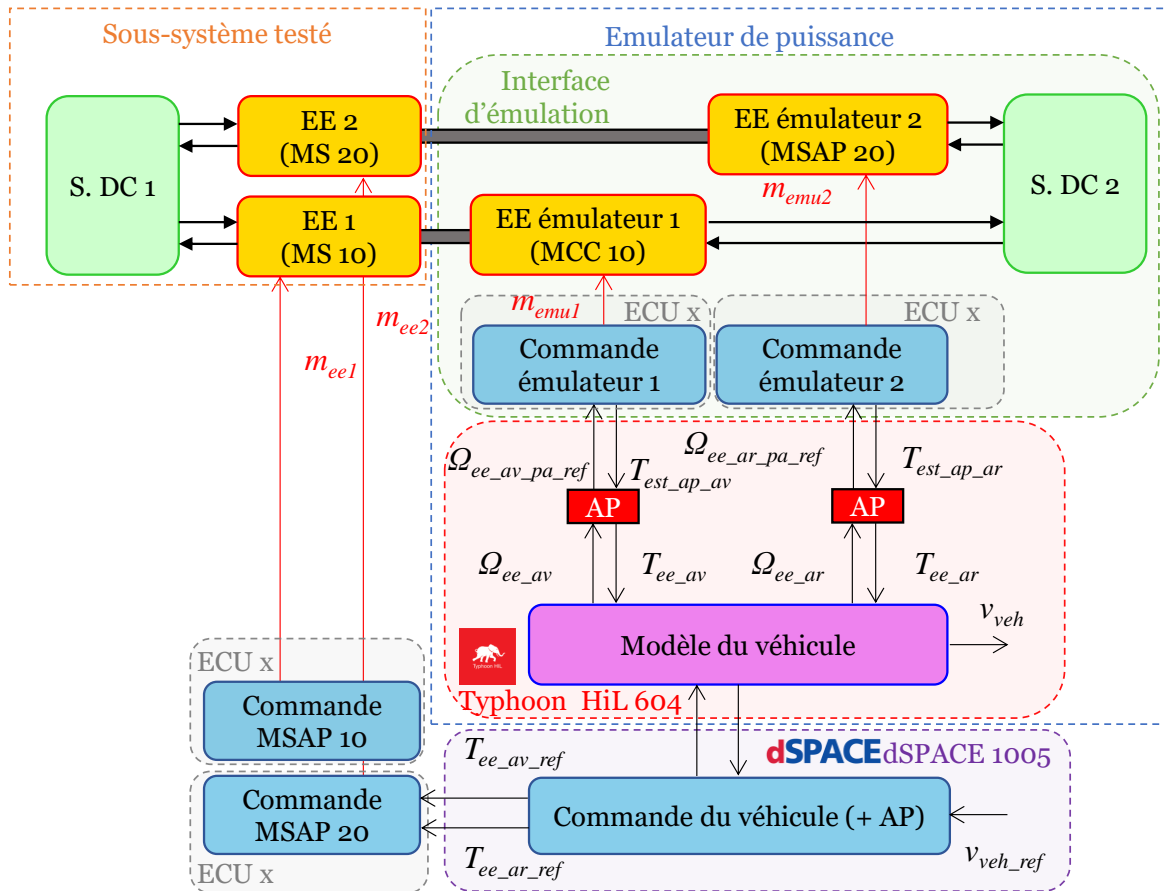 Sous-système testé
Emulateur de puissance
Interface
d'émulation
S. DC 1
EE 2
(MS 20)
EE émulateur 2
(MSAP 20)
S. DC 2
EE 1
(MS 10)
EE émulateur 1
(MCC 10)
m_emu2
m_emu1
ECU x
ECU x
m_ee2
m_ee1
Commande
émulateur 1
Commande
émulateur 2
Ω_ee_av_pa_ref
T_est_ap_av
Ω_ee_ar_pa_ref
T_est_ap_ar
AP
AP
Ω_ee_av
T_ee_av
Ω_ee_ar
T_ee_ar
Modèle du véhicule
v_veh
Typhoon HIL
Typhoon HiL 604
ECU x
Commande
MSAP 10
Commande
MSAP 20
ECU x
T_ee_av_ref
dSPACE dSPACE 1005
Commande du véhicule (+ AP)
T_ee_ar_ref
v_veh_ref